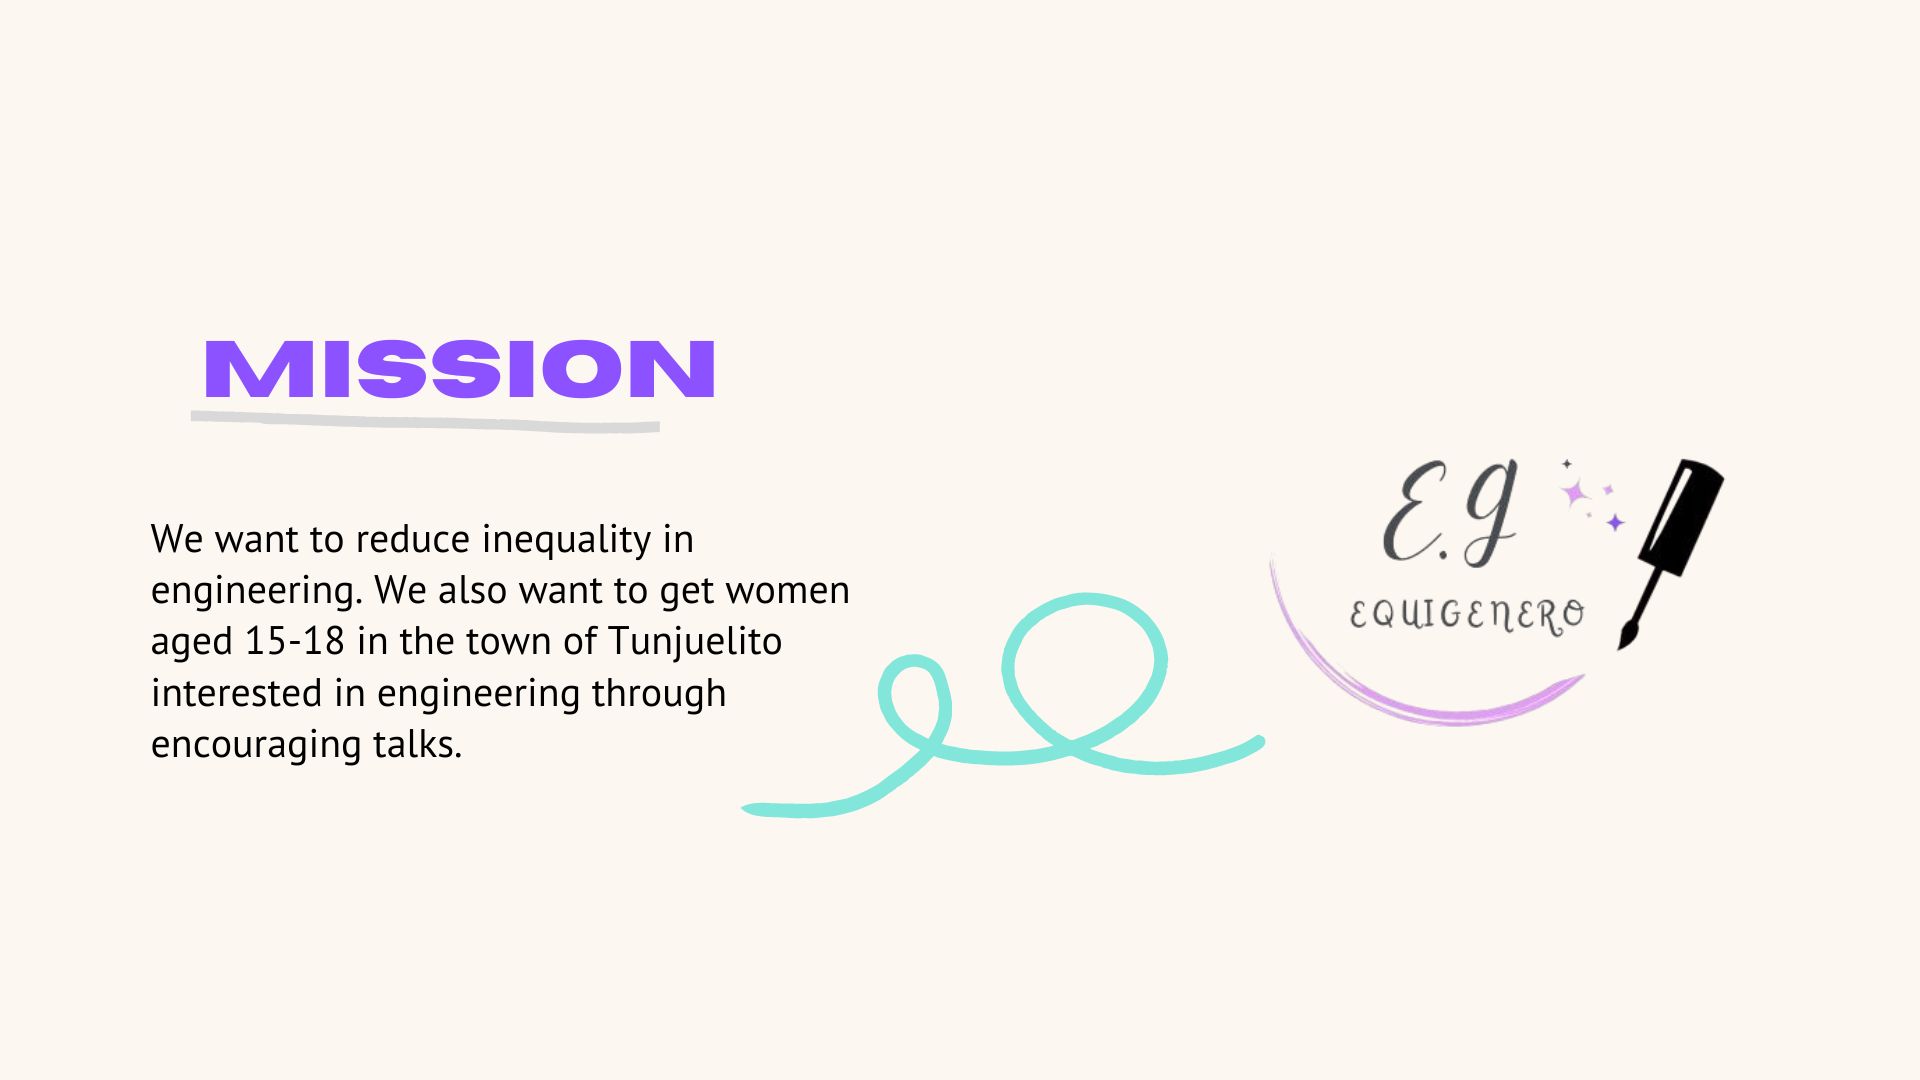 MISSION
We want to reduce inequality in
engineering. We also want to get women
aged 15-18 in the town of Tunjuelito
interested in engineering through
encouraging talks.
E.g
EQUIGENERO